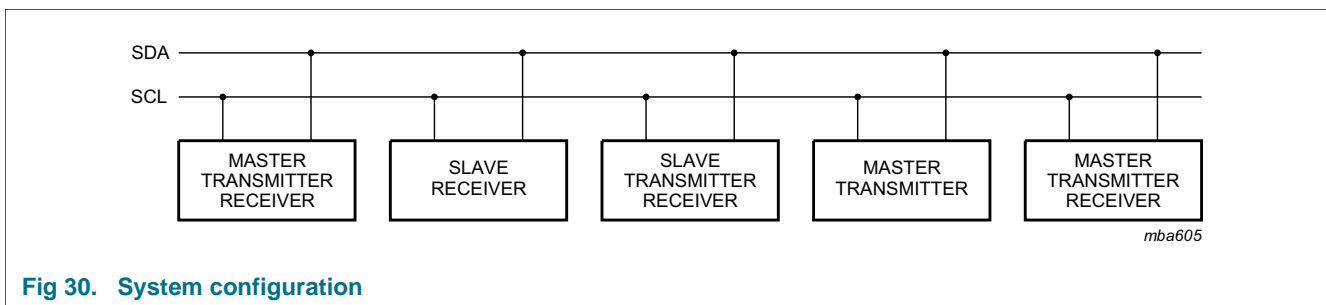 SDA
SCL
MASTER
TRANSMITTER
RECEIVER
SLAVE
RECEIVER
SLAVE
TRANSMITTER
RECEIVER
MASTER
TRANSMITTER
MASTER
TRANSMITTER
RECEIVER
mba605
Fig 30. System configuration